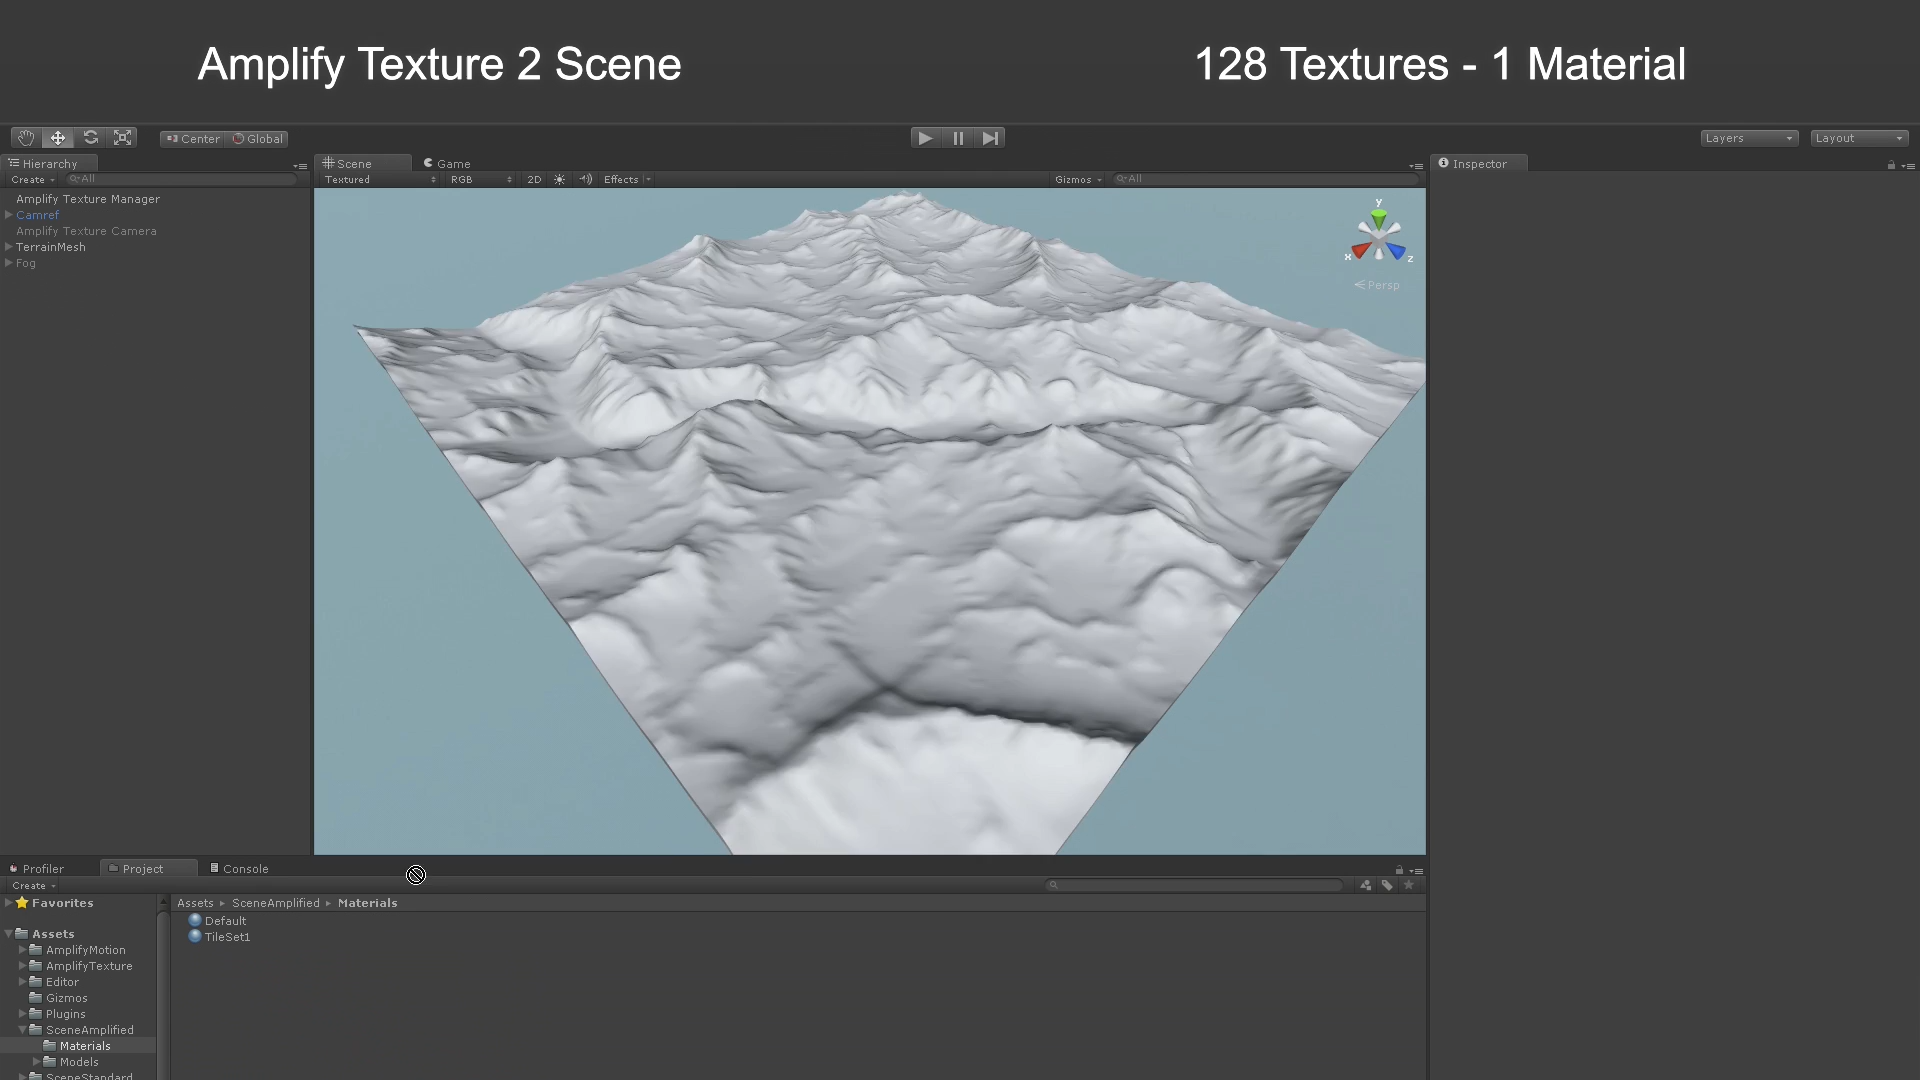 Amplify Texture 2 Scene
128 Textures - 1 Material
Center Global
Layers
Layout
Hierarchy
Scene
Game
Inspector
Create
All
Textured
RGB
2D
Effects
Gizmos
All
Amplify Texture Manager
Camref
Amplify Texture Camera
TerrainMesh
Fog
y
x
z
Persp
Profiler
Project
Console
Create
Favorites
Assets
AmplifyMotion
AmplifyTexture
Editor
Gizmos
Plugins
SceneAmplified
Materials
Models
SceneStandard
Assets ▸ SceneAmplified ▸ Materials
Default
TileSet1